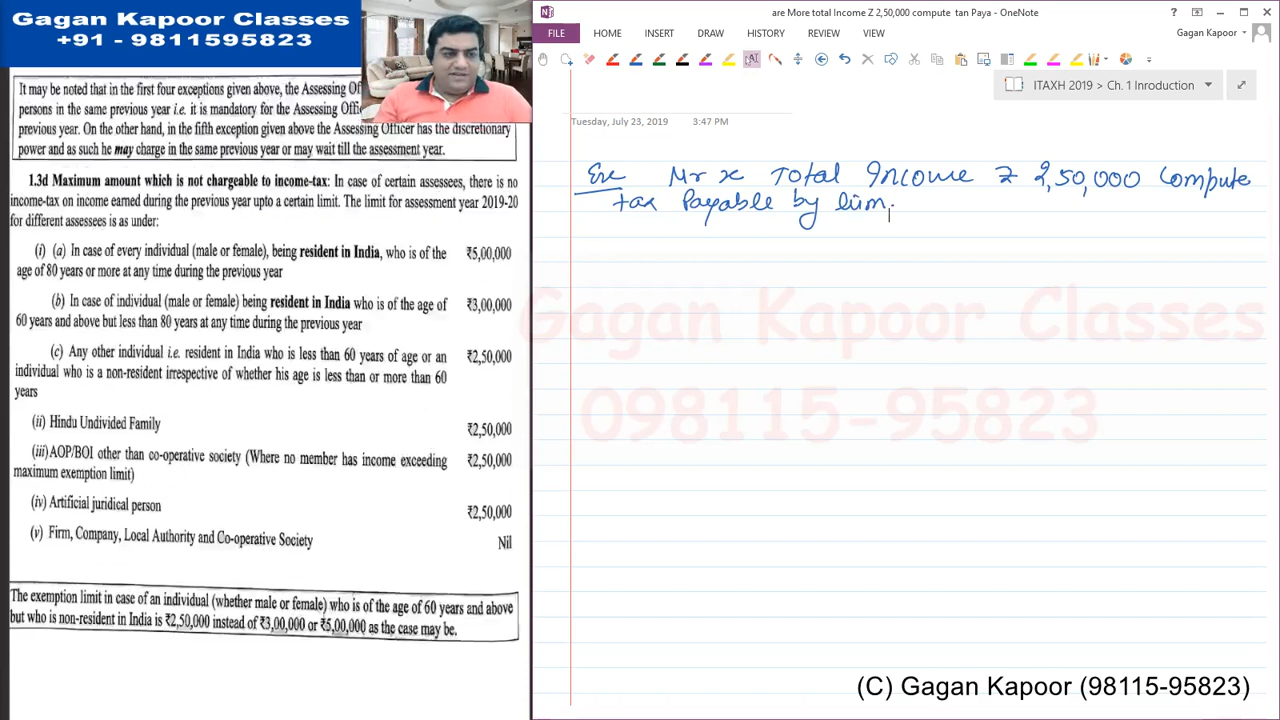 Gagan Kapoor Classes
+91 - 9811595823
It may be noted that in the first four exceptions given above, the Assessing Of
persons in the same previous year i.e. it is mandatory for the Assessing Offic
previous year. On the other hand, in the fifth exception given above the Assessing Officer has the discretionary
power and as such he may charge in the same previous year or may wait till the assessment year.
1.3d Maximum amount which is not chargeable to income-tax: In case of certain assessees, there is no
income-tax on income earned during the previous year upto a certain limit. The limit for assessment year 2019-20
for different assessees is as under:
(i) (a) In case of every individual (male or female), being resident in India, who is of the ₹5,00,000
age of 80 years or more at any time during the previous year
(b) In case of individual (male or female) being resident in India who is of the age of ₹3,00,000
60 years and above but less than 80 years at any time during the previous year
(c) Any other individual i.e. resident in India who is less than 60 years of age or an ₹2,50,000
individual who is a non-resident irrespective of whether his age is less than or more than 60
years
(ii) Hindu Undivided Family ₹2,50,000
(iii) AOP/BOI other than co-operative society (Where no member has income exceeding ₹2,50,000
maximum exemption limit)
(iv) Artificial juridical person ₹2,50,000
(v) Firm, Company, Local Authority and Co-operative Society Nil
The exemption limit in case of an individual (whether male or female) who is of the age of 60 years and above
but who is non-resident in India is ₹2,50,000 instead of ₹3,00,000 or ₹5,00,000 as the case may be.
are More total Income Z 2,50,000 compute tan Paya - OneNote
FILE HOME INSERT DRAW HISTORY REVIEW VIEW
Gagan Kapoor
ITAXH 2019 > Ch. 1 Inroduction
Tuesday, July 23, 2019 3:47 PM
Mr x Total Income ₹ 2,50,000 Compute
tax Payable by him
Gagan Kapoor Classes
098115-95823
(C) Gagan Kapoor (98115-95823)